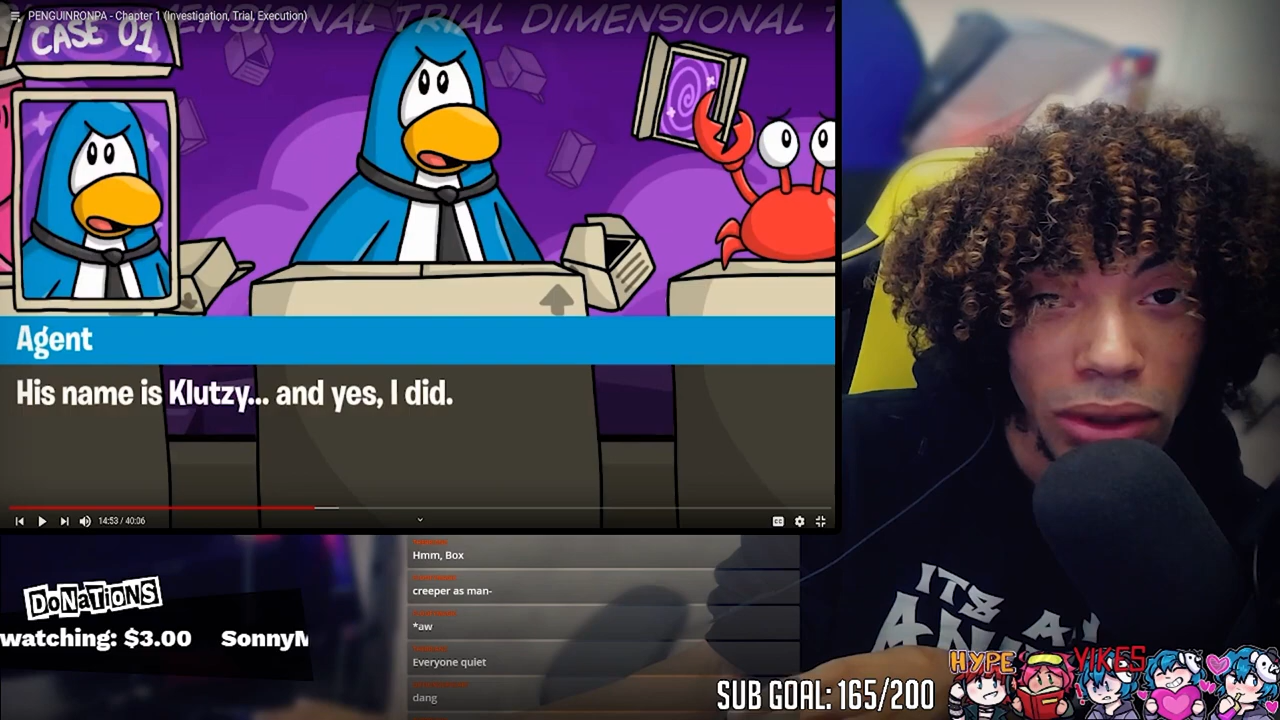 PENGUINRONPA - Chapter 1 (Investigation, Trial, Execution)
DIMENSIONAL TRIAL DIMENSIONAL T
CASE 01
Agent
His name is Klutzy... and yes, I did.
14:53 / 40:06
Hmm, Box
creeper as man-
*aw
Everyone quiet
dang
DONATiONS
watching: $3.00 SonnyM
ITS
SUB GOAL: 165/200
HYPE
YIKES